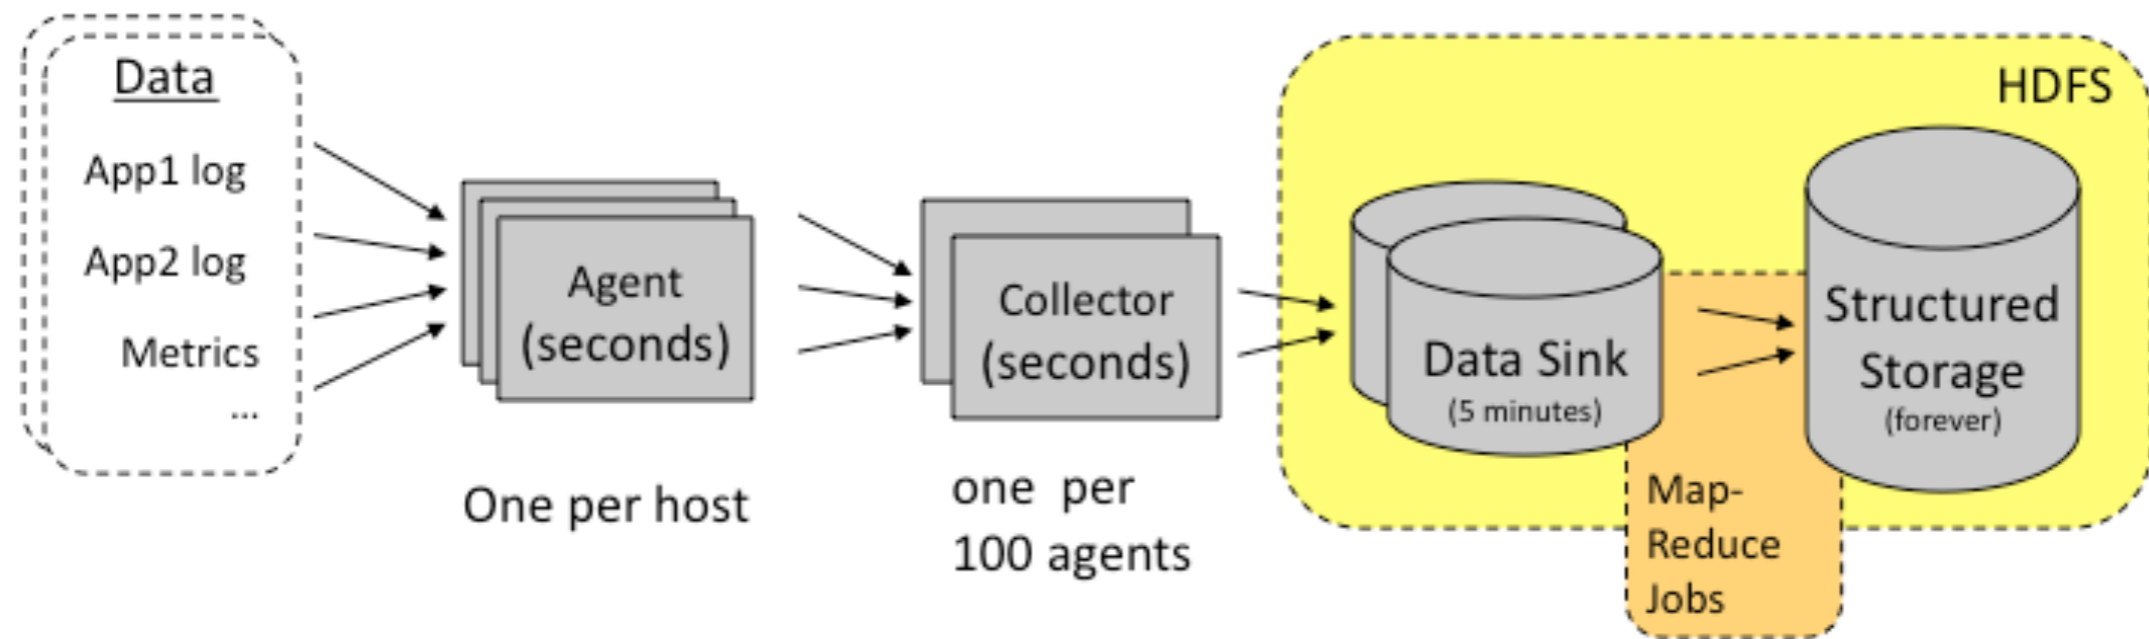 Data
App1 log
App2 log
Metrics
...
Agent
(seconds)
One per host
Collector
(seconds)
one per
100 agents
HDFS
Data Sink
(5 minutes)
Map-
Reduce
Jobs
Structured
Storage
(forever)